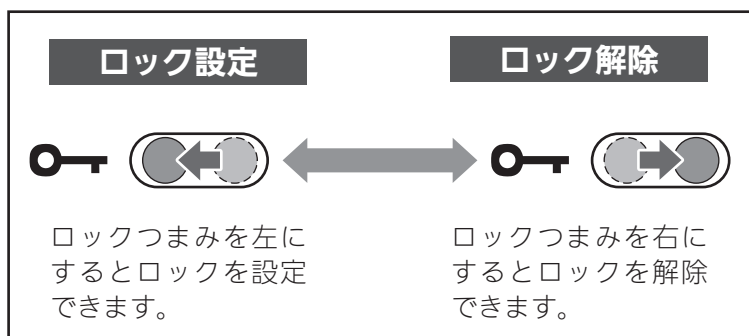 ロック設定
ロックつまみを左に
するとロックを設定
できます。
ロック解除
ロックつまみを右に
するとロックを解除
できます。